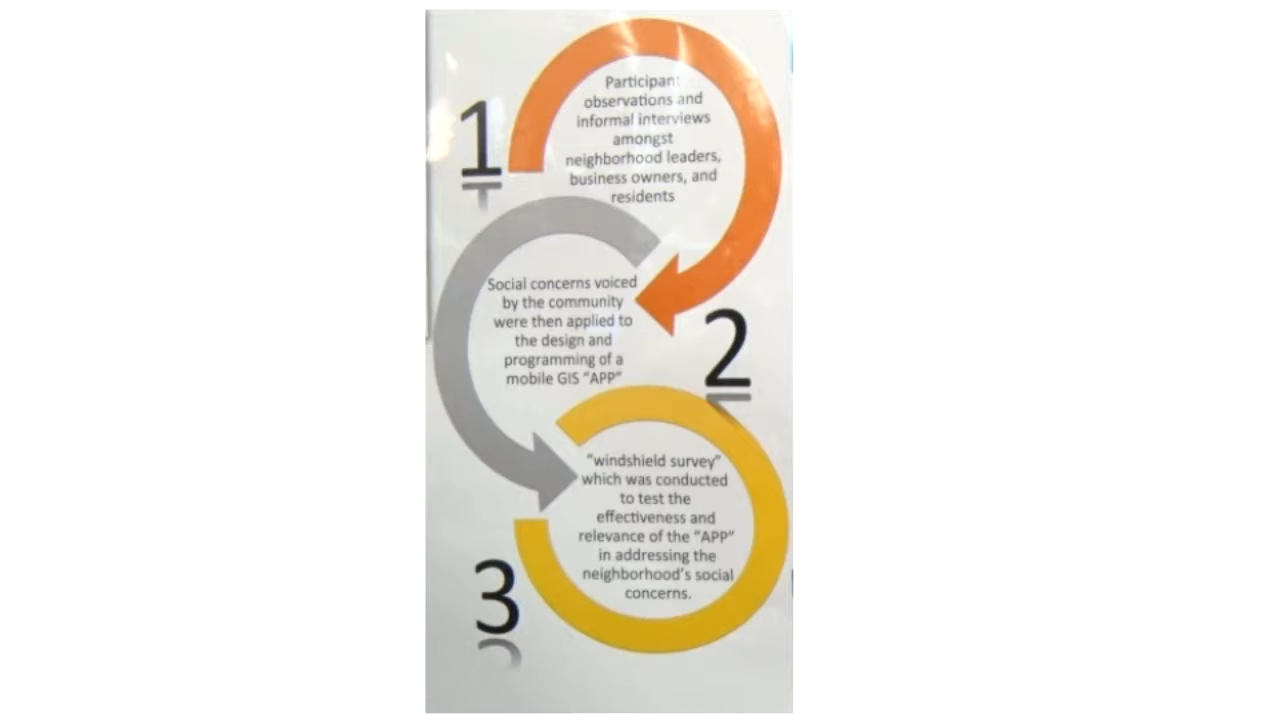 1
Participant
observations and
informal interviews
amongst
neighborhood leaders,
business owners, and
residents
2
Social concerns voiced
by the community
were then applied to
the design and
programming of a
mobile GIS "APP"
3
"windshield survey"
which was conducted
to test the
effectiveness and
relevance of the "APP"
in addressing the
neighborhood's social
concerns.